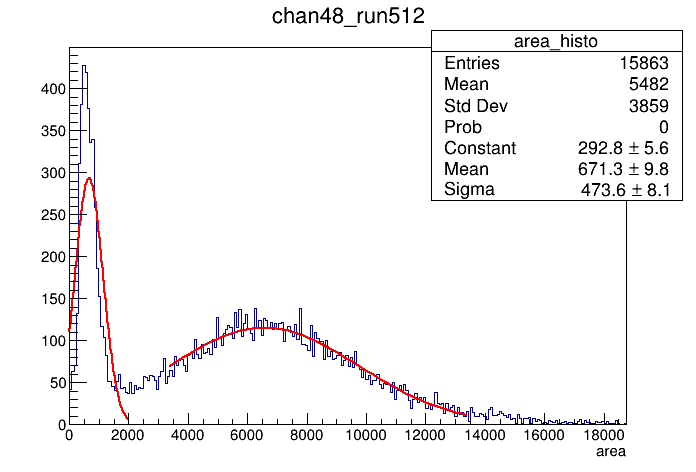 chan48_run512
area_histo
Entries 15863
Mean 5482
Std Dev 3859
Prob 0
Constant 292.8 ± 5.6
Mean 671.3 ± 9.8
Sigma 473.6 ± 8.1
400
350
300
250
200
150
100
50
0
0 2000 4000 6000 8000 10000 12000 14000 16000 18000
area